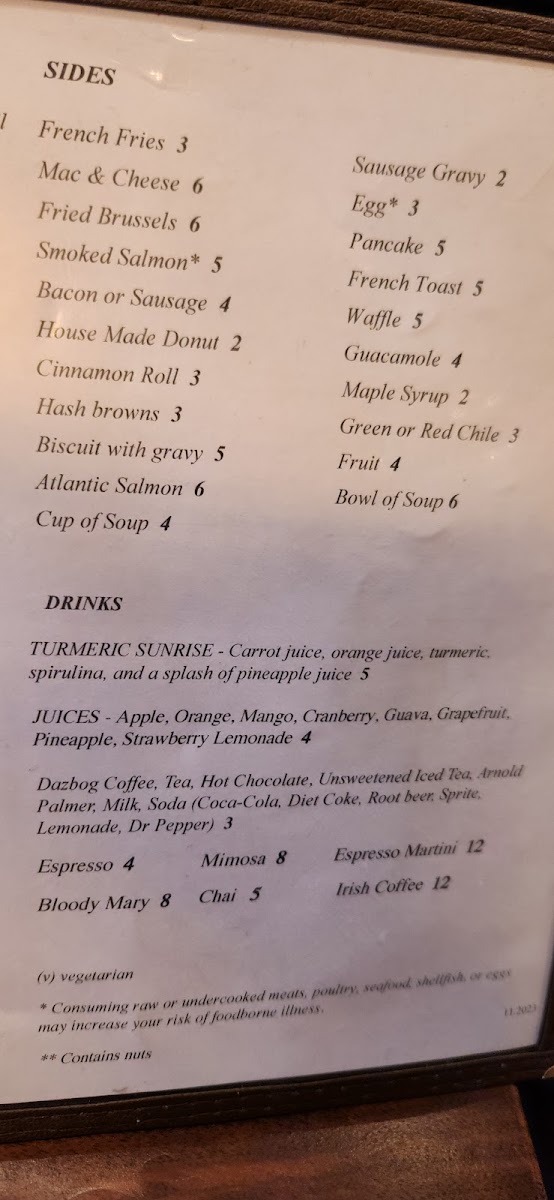 SIDES
French Fries 3
Mac & Cheese 6
Fried Brussels 6
Smoked Salmon* 5
Bacon or Sausage 4
House Made Donut 2
Cinnamon Roll 3
Hash browns 3
Biscuit with gravy 5
Atlantic Salmon 6
Cup of Soup 4
Sausage Gravy 2
Egg* 3
Pancake 5
French Toast 5
Waffle 5
Guacamole 4
Maple Syrup 2
Green or Red Chile 3
Fruit 4
Bowl of Soup 6
DRINKS
TURMERIC SUNRISE - Carrot juice, orange juice, turmeric,
spirulina, and a splash of pineapple juice 5
JUICES - Apple, Orange, Mango, Cranberry, Guava, Grapefruit,
Pineapple, Strawberry Lemonade 4
Dazbog Coffee, Tea, Hot Chocolate, Unsweetened Iced Tea, Arnold
Palmer, Milk, Soda (Coca-Cola, Diet Coke, Root beer, Sprite,
Lemonade, Dr Pepper) 3
Espresso 4 Mimosa 8 Espresso Martini 12
Bloody Mary 8 Chai 5 Irish Coffee 12
(v) vegetarian
* Consuming raw or undercooked meats, poultry, seafood, shellfish, or eggs
may increase your risk of foodborne illness.
11.2023
** Contains nuts